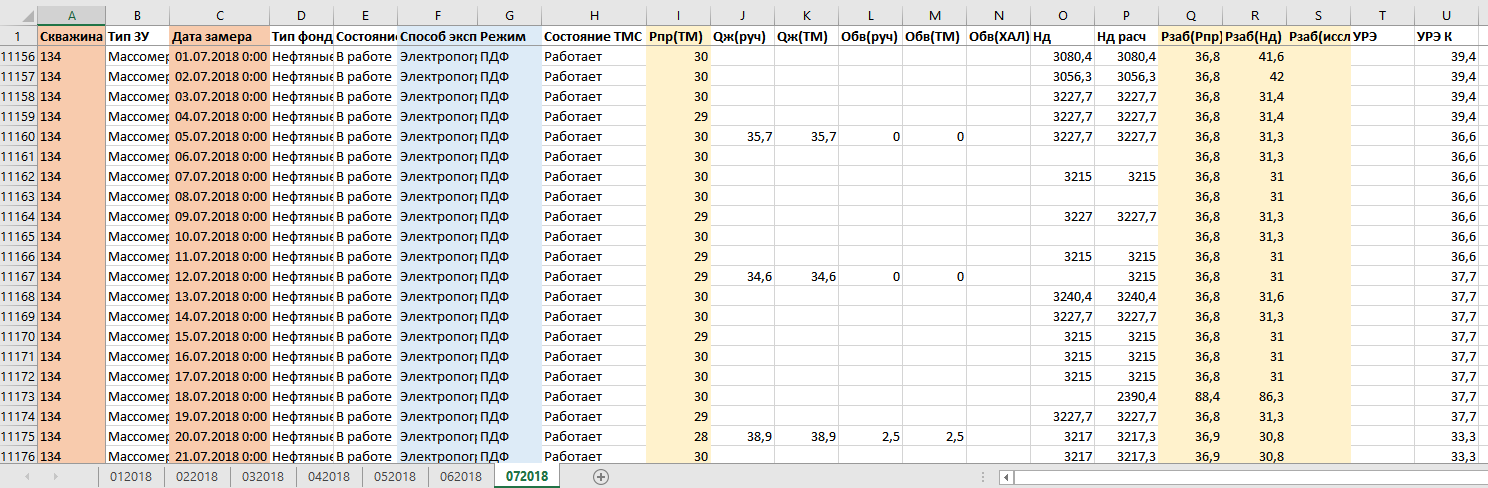 A B C D E F G H I J K L M N O P Q R S T U
1 Скважина Тип ЗУ Дата замера Тип фонд Состояни Способ эксп Режим Состояние ТМС Рпр(ТМ) Qж(руч) Qж(ТМ) Обв(руч) Обв(ТМ) Обв(ХАЛ) Нд Нд расч Рзаб(Рпр) Рзаб(Нд) Рзаб(иссл УРЭ УРЭ К
11156 134 Массомер 01.07.2018 0:00 Нефтяные В работе Электропогр ПДФ Работает 30 3080,4 3080,4 36,8 41,6 39,4
11157 134 Массомер 02.07.2018 0:00 Нефтяные В работе Электропогр ПДФ Работает 30 3056,3 3056,3 36,8 42 39,4
11158 134 Массомер 03.07.2018 0:00 Нефтяные В работе Электропогр ПДФ Работает 30 3227,7 3227,7 36,8 31,4 39,4
11159 134 Массомер 04.07.2018 0:00 Нефтяные В работе Электропогр ПДФ Работает 29 3227,7 3227,7 36,8 31,4 39,4
11160 134 Массомер 05.07.2018 0:00 Нефтяные В работе Электропогр ПДФ Работает 30 35,7 35,7 0 0 3227,7 3227,7 36,8 31,3 36,6
11161 134 Массомер 06.07.2018 0:00 Нефтяные В работе Электропогр ПДФ Работает 30 36,8 31,3 36,6
11162 134 Массомер 07.07.2018 0:00 Нефтяные В работе Электропогр ПДФ Работает 30 3215 3215 36,8 31 36,6
11163 134 Массомер 08.07.2018 0:00 Нефтяные В работе Электропогр ПДФ Работает 30 36,8 31 36,6
11164 134 Массомер 09.07.2018 0:00 Нефтяные В работе Электропогр ПДФ Работает 29 3227 3227,7 36,8 31,3 36,6
11165 134 Массомер 10.07.2018 0:00 Нефтяные В работе Электропогр ПДФ Работает 30 36,8 31,3 36,6
11166 134 Массомер 11.07.2018 0:00 Нефтяные В работе Электропогр ПДФ Работает 29 3215 3215 36,8 31 36,6
11167 134 Массомер 12.07.2018 0:00 Нефтяные В работе Электропогр ПДФ Работает 29 34,6 34,6 0 0 3215 36,8 31 37,7
11168 134 Массомер 13.07.2018 0:00 Нефтяные В работе Электропогр ПДФ Работает 30 3240,4 3240,4 36,8 31,6 37,7
11169 134 Массомер 14.07.2018 0:00 Нефтяные В работе Электропогр ПДФ Работает 30 3227,7 3227,7 36,8 31,3 37,7
11170 134 Массомер 15.07.2018 0:00 Нефтяные В работе Электропогр ПДФ Работает 29 3215 3215 36,8 31 37,7
11171 134 Массомер 16.07.2018 0:00 Нефтяные В работе Электропогр ПДФ Работает 30 3215 3215 36,8 31 37,7
11172 134 Массомер 17.07.2018 0:00 Нефтяные В работе Электропогр ПДФ Работает 30 3215 3215 36,8 31 37,7
11173 134 Массомер 18.07.2018 0:00 Нефтяные В работе Электропогр ПДФ Работает 30 2390,4 88,4 86,3 37,7
11174 134 Массомер 19.07.2018 0:00 Нефтяные В работе Электропогр ПДФ Работает 29 3227,7 3227,7 36,8 31,3 37,7
11175 134 Массомер 20.07.2018 0:00 Нефтяные В работе Электропогр ПДФ Работает 28 38,9 38,9 2,5 2,5 3217 3217,3 36,9 30,8 33,3
11176 134 Массомер 21.07.2018 0:00 Нефтяные В работе Электропогр ПДФ Работает 30 3217 3217,3 36,9 30,8 33,3
012018 022018 032018 042018 052018 062018 072018